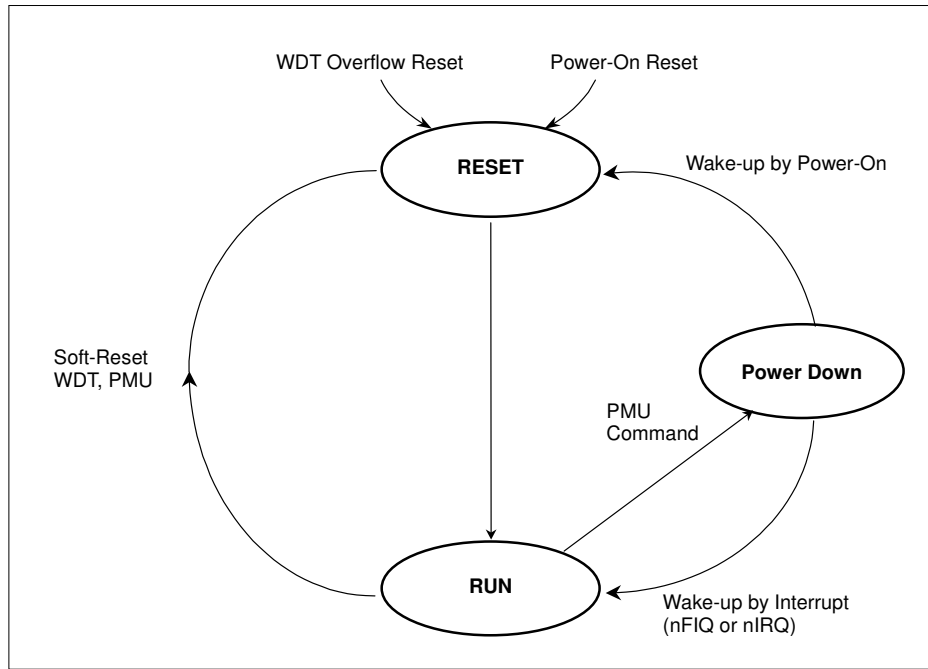 WDT Overflow Reset
Power-On Reset
RESET
Wake-up by Power-On
Soft-Reset
WDT, PMU
Power Down
PMU
Command
RUN
Wake-up by Interrupt
(nFIQ or nIRQ)